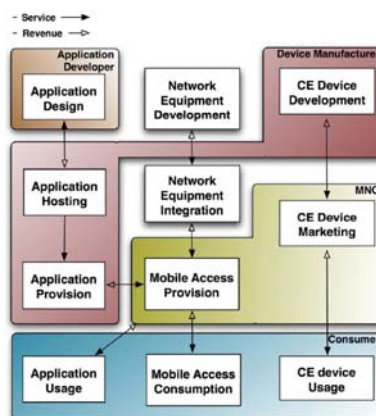 Service
Revenue
Application
Developer
Application
Design
Network
Equipment
Development
Device Manufacture
CE Device
Development
Application
Hosting
Network
Equipment
Integration
MNO
CE Device
Marketing
Application
Provision
Mobile Access
Provision
Consumer
Application
Usage
Mobile Access
Consumption
CE device
Usage